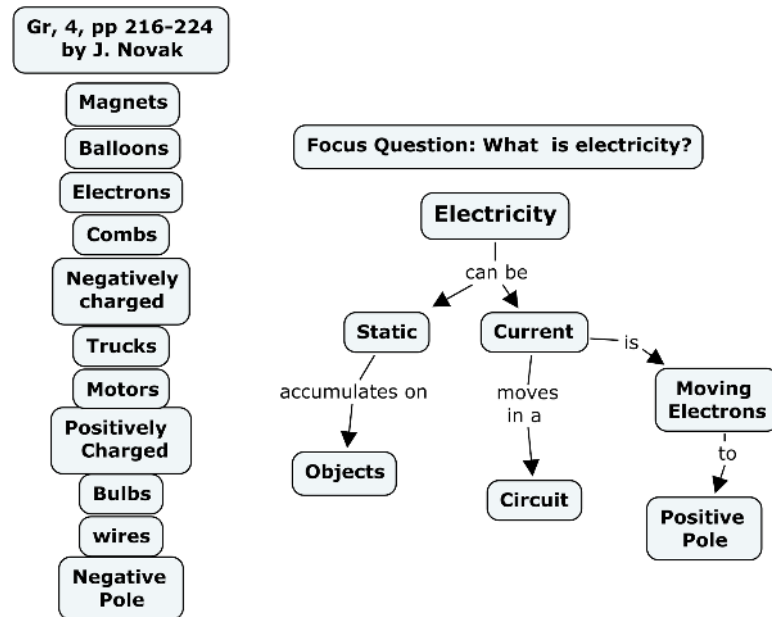 Gr, 4, pp 216-224
by J. Novak
Magnets
Balloons
Electrons
Combs
Negatively
charged
Trucks
Motors
Positively
Charged
Bulbs
wires
Negative
Pole
Focus Question: What is electricity?
Electricity
can be
Static
Current
is
accumulates on
moves
in a
Moving
Electrons
to
Objects
Circuit
Positive
Pole